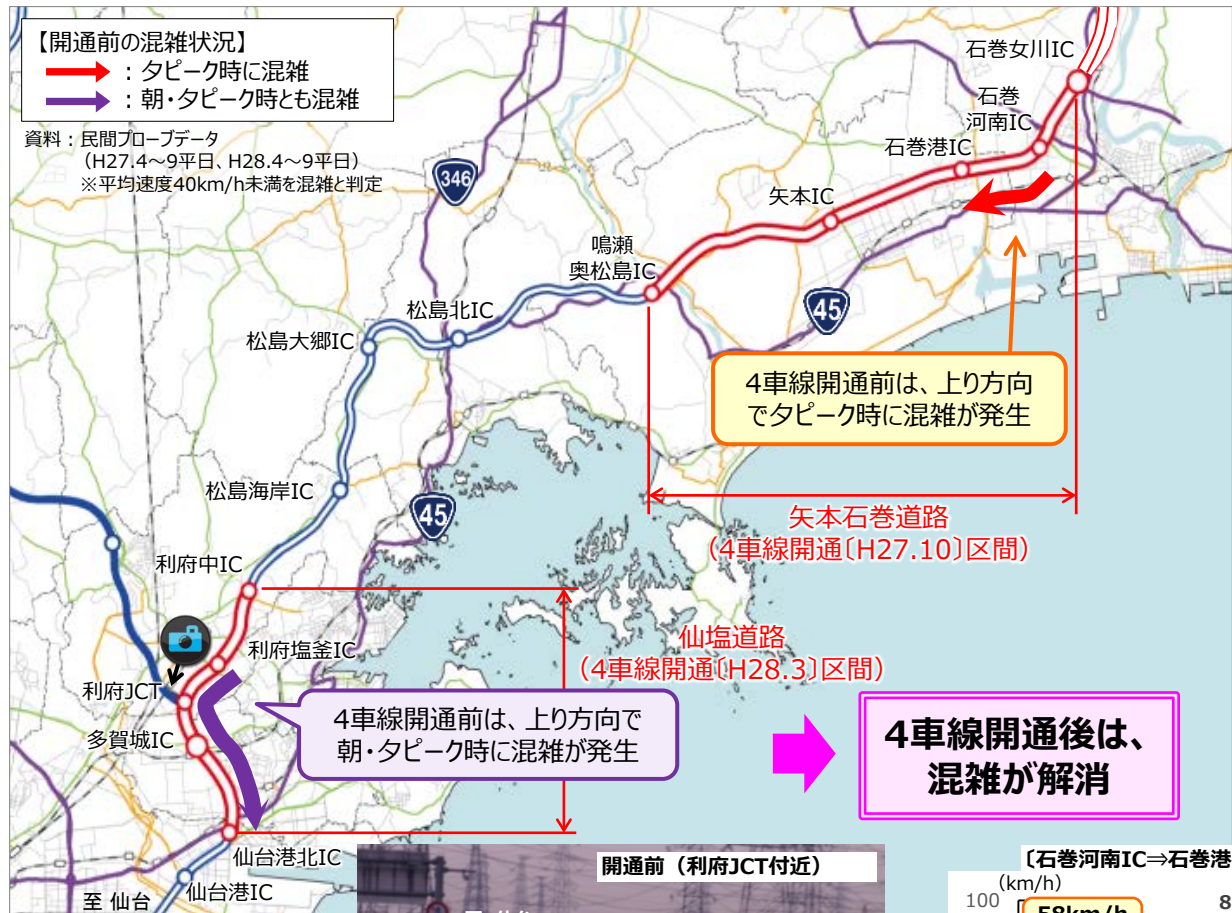 【開通前の混雑状況】
：夕ピーク時に混雑
：朝・夕ピーク時とも混雑
資料：民間プローブデータ
（H27.4～9平日、H28.4～9平日）
※平均速度40km/h未満を混雑と判定
石巻女川IC
石巻
河南IC
石巻港IC
346
矢本IC
鳴瀬
奥松島IC
松島北IC
45
松島大郷IC
4車線開通前は、上り方向
で夕ピーク時に混雑が発生
松島海岸IC
45
矢本石巻道路
（4車線開通〔H27.10〕区間）
利府中IC
利府塩釜IC
仙塩道路
（4車線開通〔H28.3〕区間）
利府JCT
4車線開通前は、上り方向で
朝・夕ピーク時に混雑が発生
4車線開通後は、
混雑が解消
多賀城IC
仙台港北IC
開通前（利府JCT付近）
〔石巻河南IC⇒石巻港
(km/h)
至 仙台
仙台港IC
100
58km/h
8